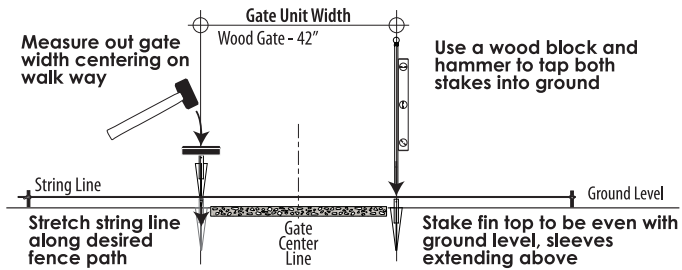 Gate Unit Width
Wood Gate - 42"
Measure out gate
width centering on
walk way
Use a wood block and
hammer to tap both
stakes into ground
String Line
Ground Level
Stretch string line
along desired
fence path
Gate
Center
Line
Stake fin top to be even with
ground level, sleeves
extending above